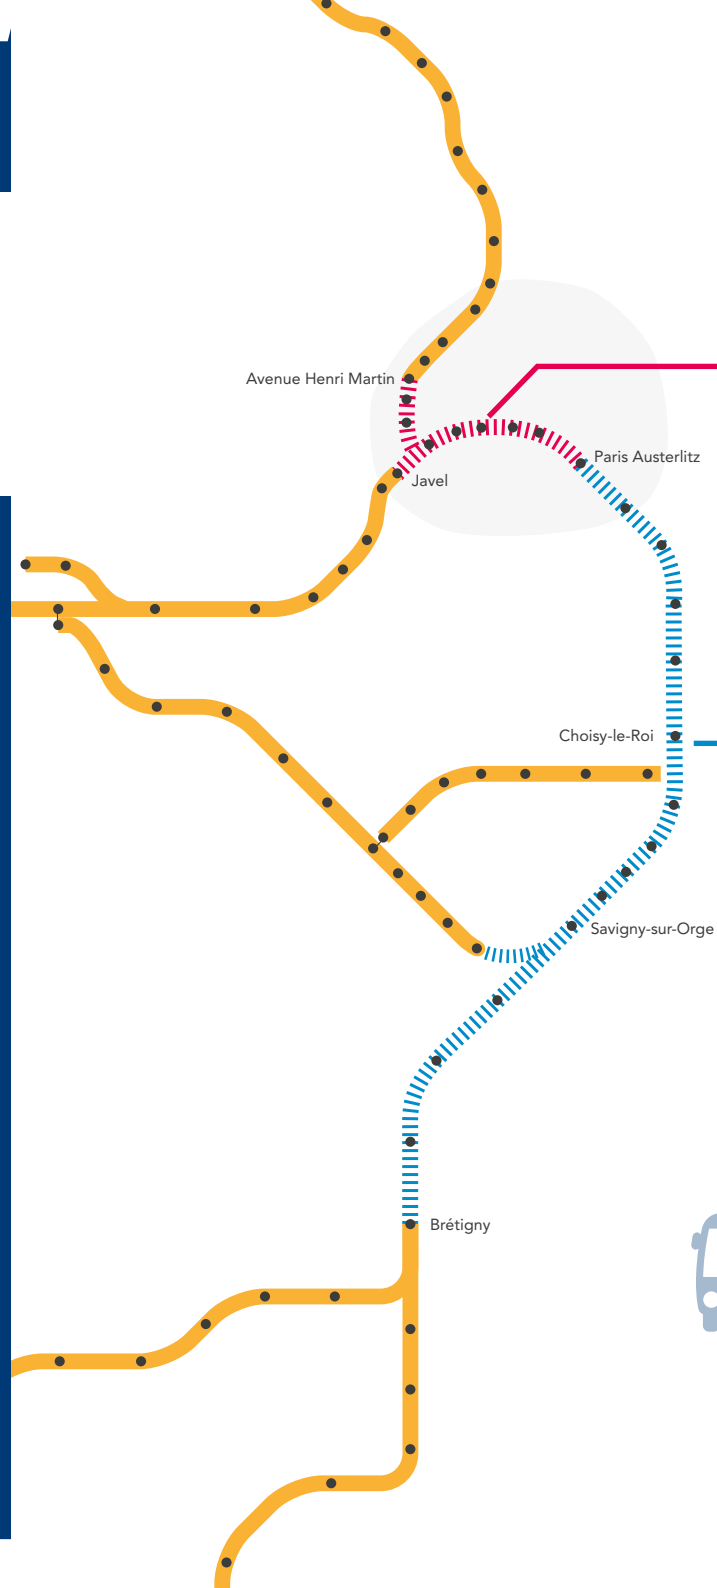 Avenue Henri Martin
Paris Austerlitz
Javel
Choisy-le-Roi
Savigny-sur-Orge
Brétigny